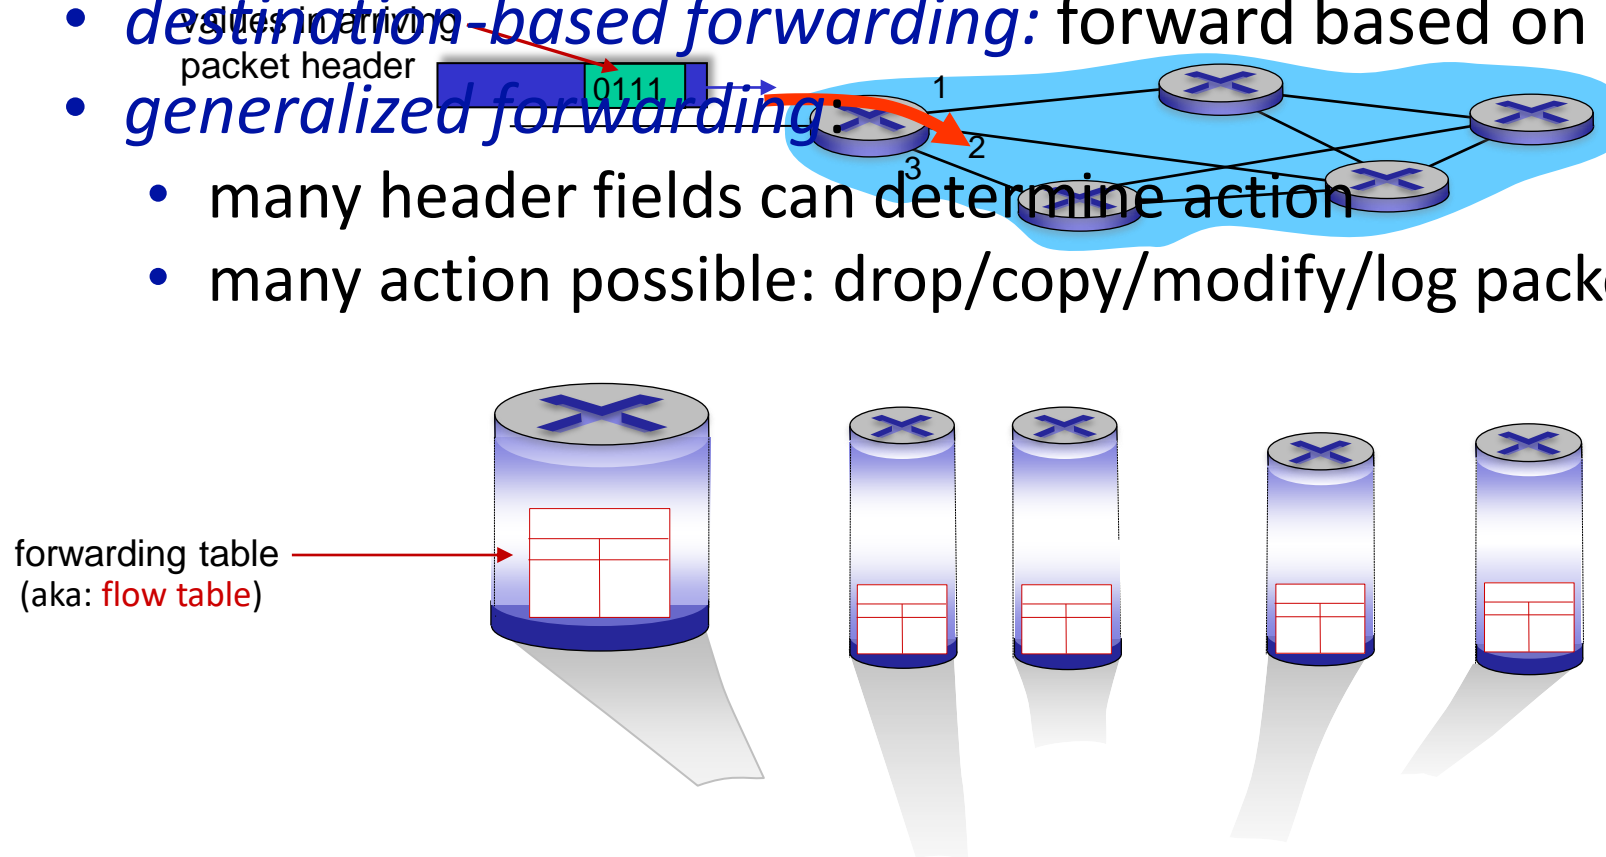 • destination-based forwarding: forward based on
values in arriving
packet header
0111
• generalized forwarding:
1
2
3
• many header fields can determine action
• many action possible: drop/copy/modify/log pack
forwarding table
(aka: flow table)